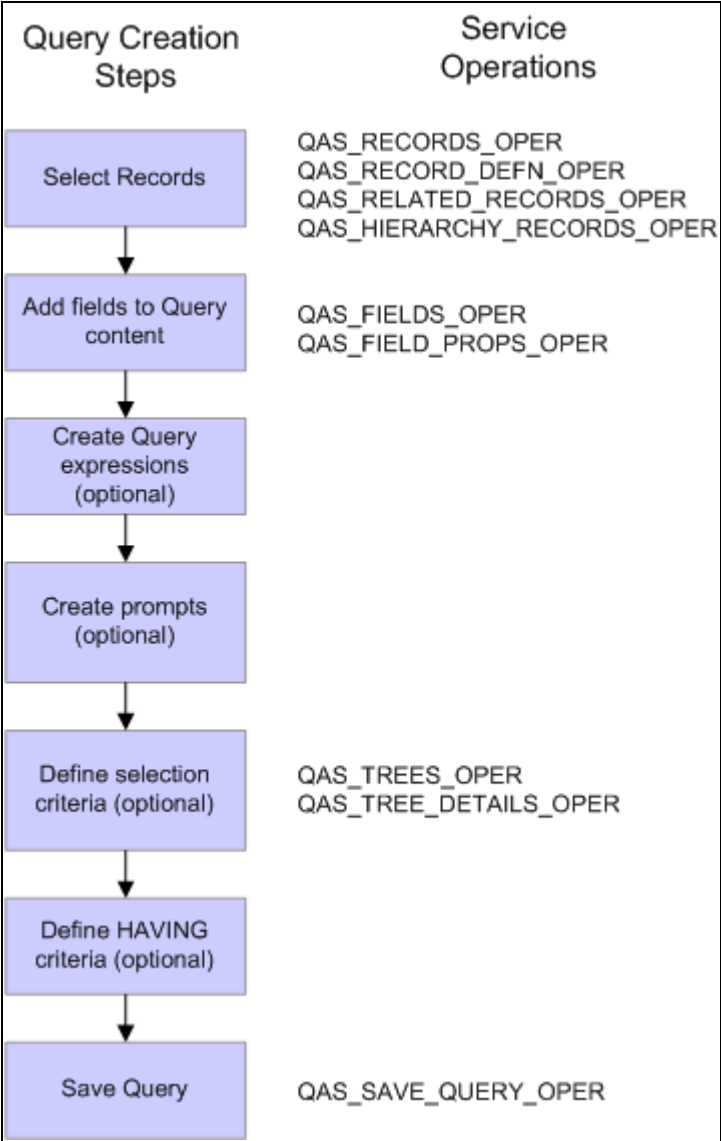 Query Creation
Steps
Service
Operations
Select Records
QAS_RECORDS_OPER
QAS_RECORD_DEFN_OPER
QAS_RELATED_RECORDS_OPER
QAS_HIERARCHY_RECORDS_OPER
Add fields to Query
content
QAS_FIELDS_OPER
QAS_FIELD_PROPS_OPER
Create Query
expressions
(optional)
Create prompts
(optional)
Define selection
criteria (optional)
QAS_TREES_OPER
QAS_TREE_DETAILS_OPER
Define HAVING
criteria (optional)
Save Query
QAS_SAVE_QUERY_OPER